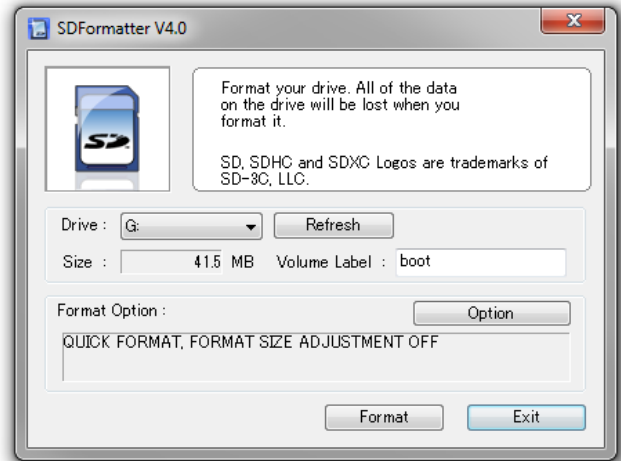 SDFormatter V4.0
SD
Format your drive. All of the data
on the drive will be lost when you
format it.
SD, SDHC and SDXC Logos are trademarks of
SD-3C, LLC.
Drive : G: Refresh
Size : 41.5 MB Volume Label : boot
Format Option :
Option
QUICK FORMAT, FORMAT SIZE ADJUSTMENT OFF
Format Exit